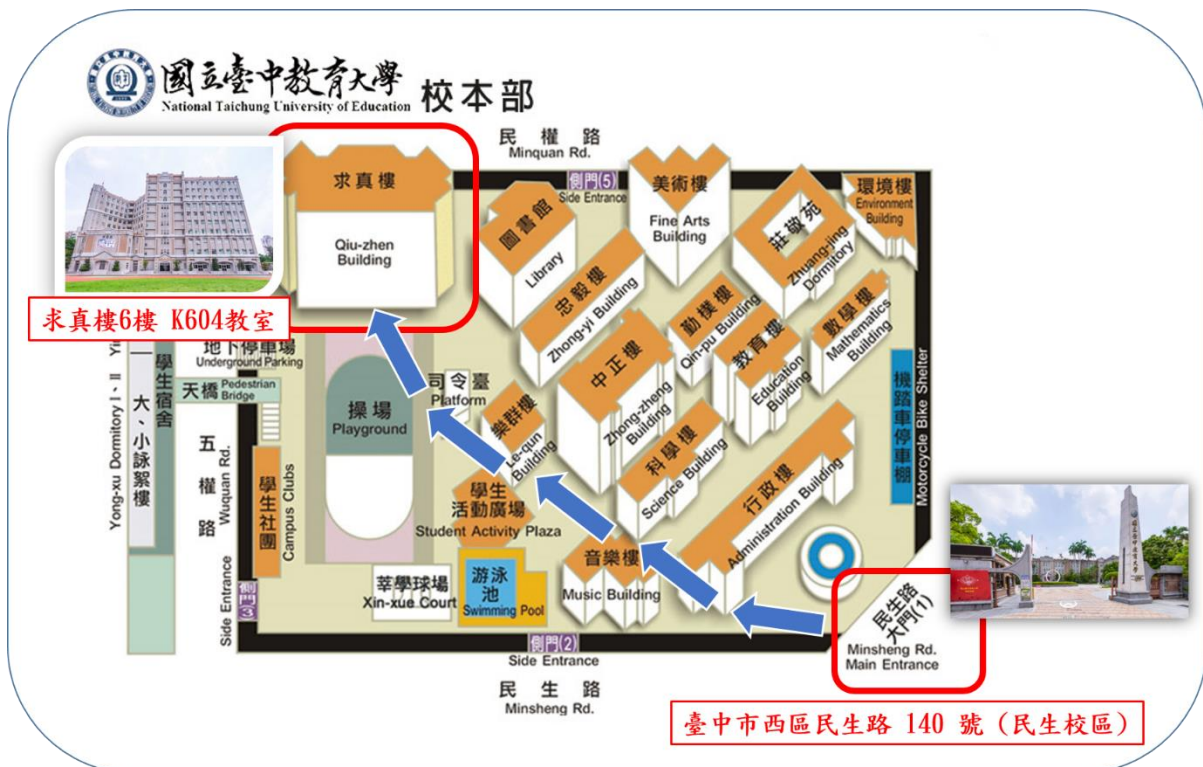 國立臺中教育大學
National Taichung University of Education
校本部
民 權 路
Minquan Rd.
求真樓
Qiu-zhen
Building
側門(5)
Side Entrance
圖書館
Library
美術樓
Fine Arts
Building
莊敬苑
Zhuang-jing
Dormitory
環境樓
Environment
Building
求真樓6樓 K604教室
忠毅樓
Zhong-yi Building
勤樸樓
Qin-pu Building
教育樓
Education
Building
數學樓
Mathematics
Building
中正樓
Zhong-zheng
Building
地下停車場
Underground Parking
學生宿舍
大、小詠絮樓
天橋
Pedestrian
Bridge
操場
Playground
司令臺
Platform
樂群樓
Le-qun
Building
科學樓
Science Building
行政樓
Administration Building
機踏車停車棚
Motorcycle Bike Shelter
五權路
Wuquan Rd.
學生社團
Campus Clubs
學生
活動廣場
Student Activity Plaza
音樂樓
Music Building
游泳
池
Swimming Pool
莘學球場
Xin-xue Court
側門3
Side Entrance
側門(2)
Side Entrance
民 生 路
Minsheng Rd.
民生路
大門(1)
Minsheng Rd.
Main Entrance
臺中市西區民生路 140 號 (民生校區)